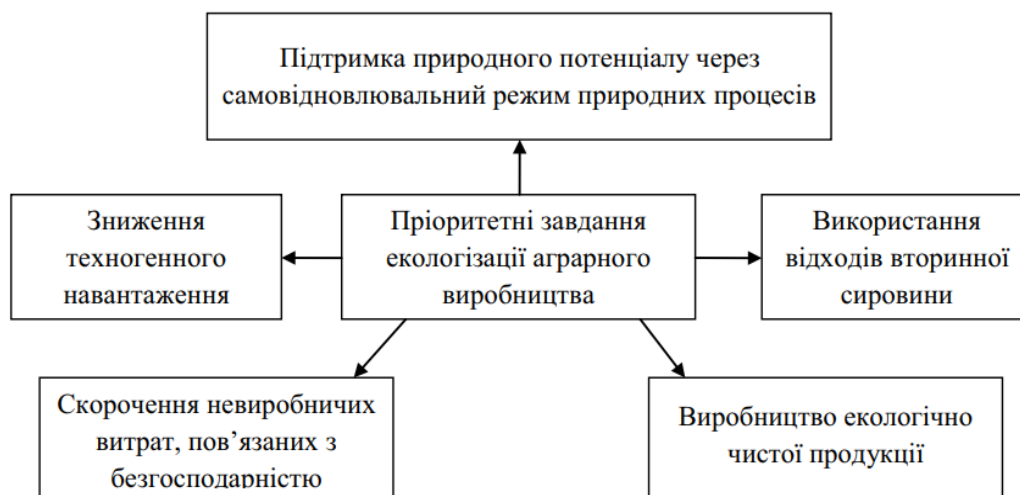 Підтримка природного потенціалу через
самовідновлювальний режим природних процесів
Зниження
техногенного
навантаження
Пріоритетні завдання
екологізації аграрного
виробництва
Використання
відходів вторинної
сировини
Скорочення невиробничих
витрат, пов’язаних з
безгосподарністю
Виробництво екологічно
чистої продукції